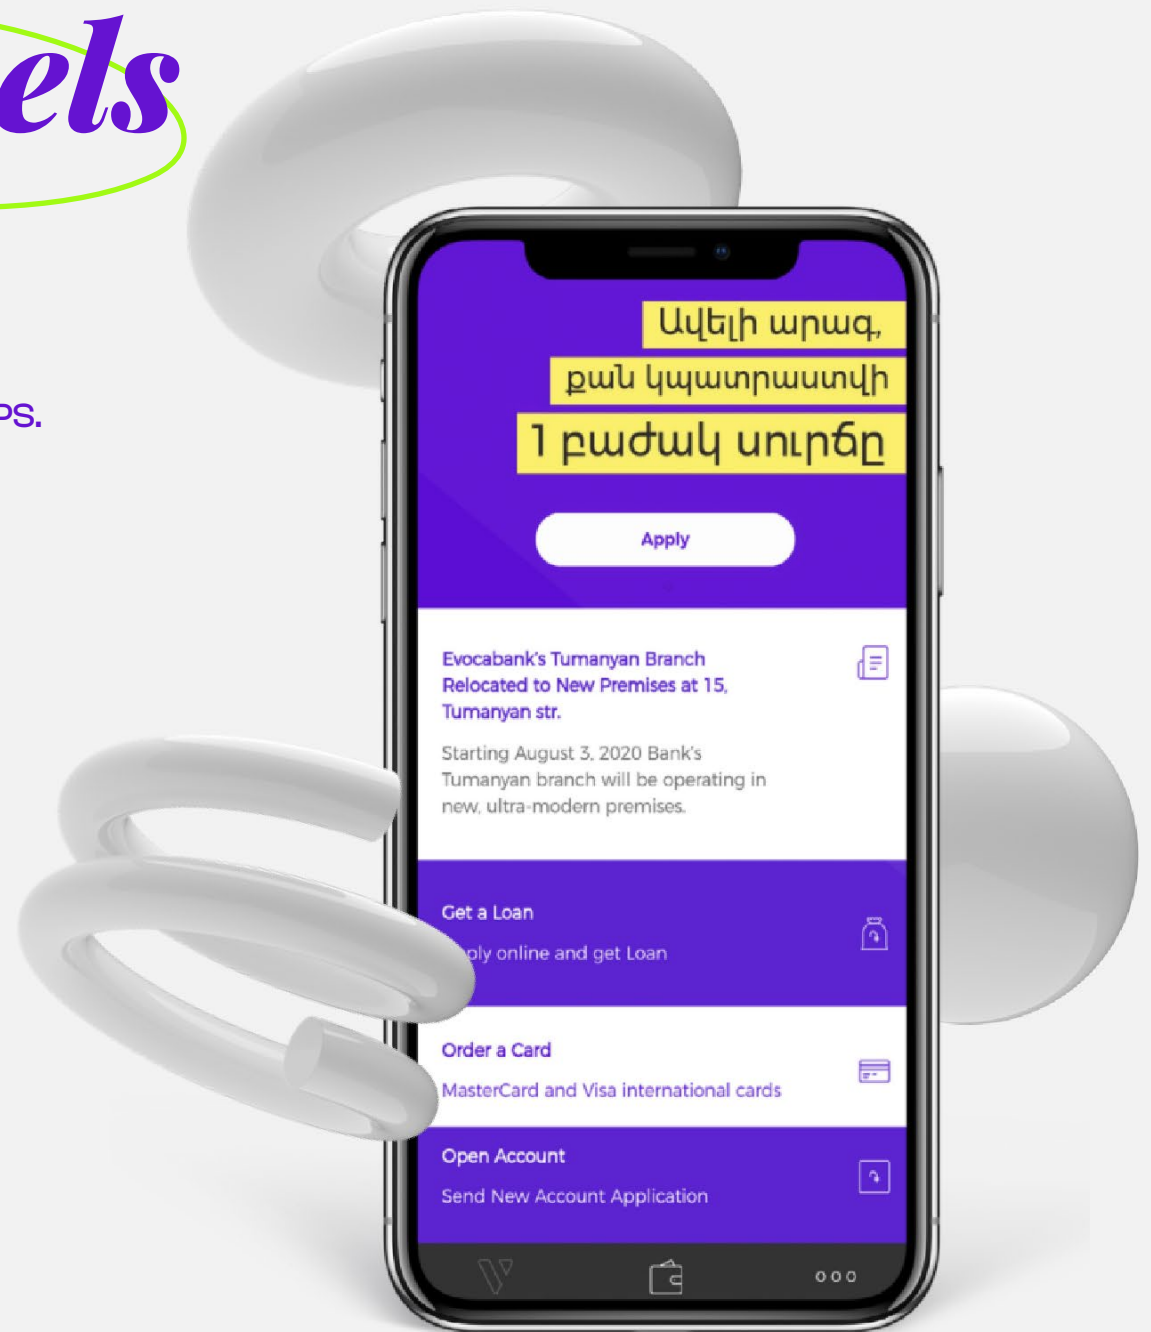 els
PS.
Ավելի արագ,
քան կպատրաստվի
1 բաժակ սուրճը
Apply
Evocabank's Tumanyan Branch
Relocated to New Premises at 15,
Tumanyan str.
Starting August 3, 2020 Bank's
Tumanyan branch will be operating in
new, ultra-modern premises.
Get a Loan
ply online and get Loan
Order a Card
MasterCard and Visa international cards
Open Account
Send New Account Application